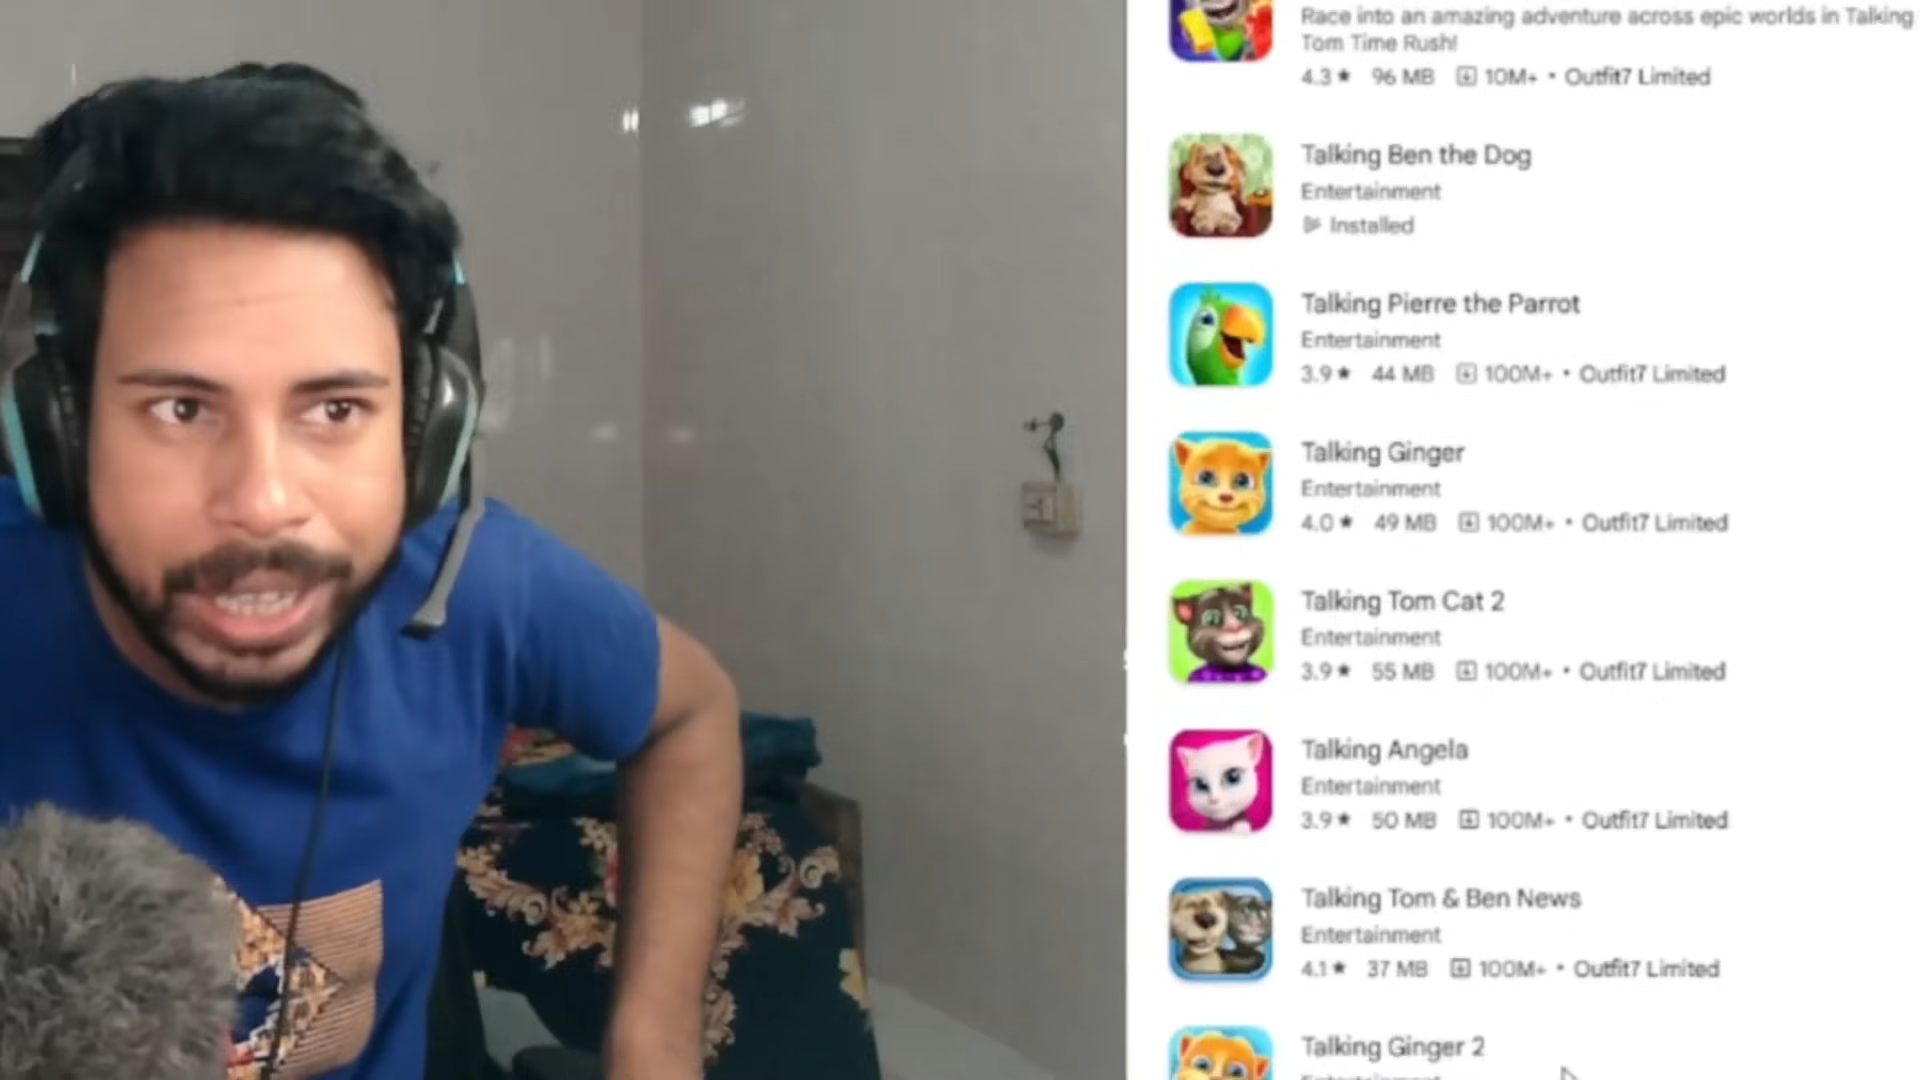 Race into an amazing adventure across epic worlds in Talking
Tom Time Rush!
4.3★ 96 MB 10M+ • Outfit7 Limited
Talking Ben the Dog
Entertainment
Installed
Talking Pierre the Parrot
Entertainment
3.9★ 44 MB 100M+ • Outfit7 Limited
Talking Ginger
Entertainment
4.0★ 49 MB 100M+ • Outfit7 Limited
Talking Tom Cat 2
Entertainment
3.9★ 55 MB 100M+ • Outfit7 Limited
Talking Angela
Entertainment
3.9★ 50 MB 100M+ • Outfit7 Limited
Talking Tom & Ben News
Entertainment
4.1★ 37 MB 100M+ • Outfit7 Limited
Talking Ginger 2